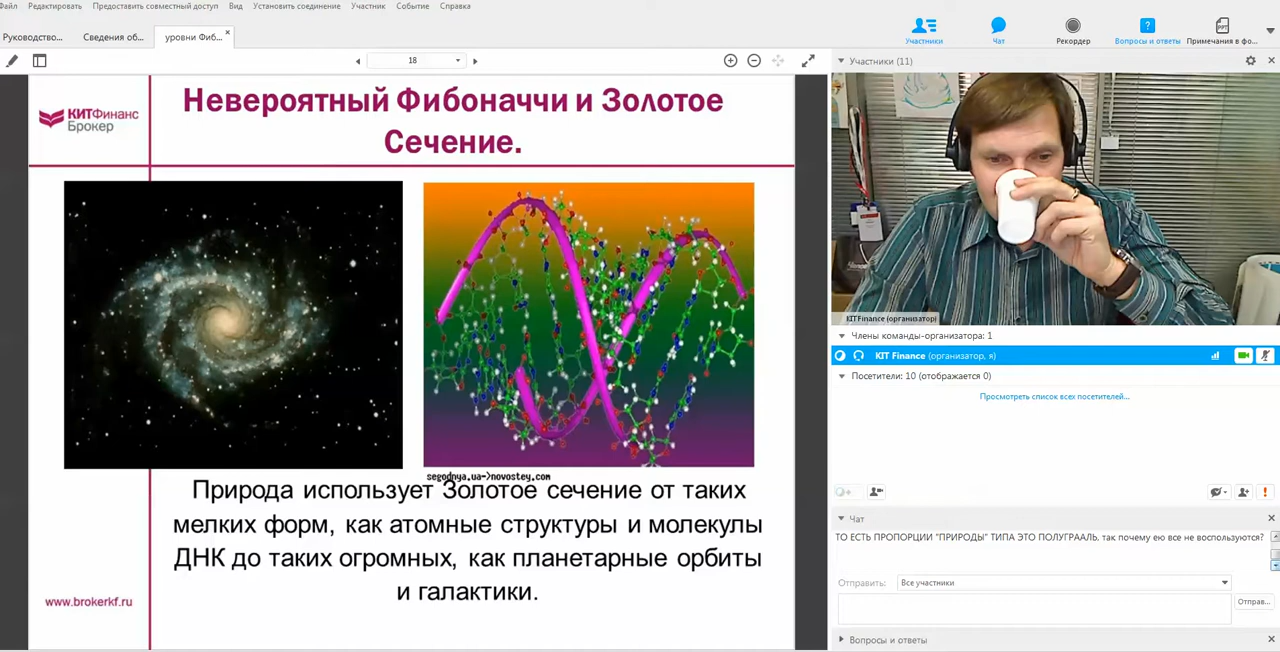 Файл Редактировать Предоставить совместный доступ Вид Установить соединение Участник Событие Справка
Руководство... Сведения об... уровни Фиб...
Участники Чат Рекордер Вопросы и ответы Примечания в фо...
18
Участники (11)
КИТФинанс
Брокер
Невероятный Фибоначчи и Золотое
Сечение.
segodnya.ua->novostey.com
Природа использует Золотое сечение от таких
мелких форм, как атомные структуры и молекулы
ДНК до таких огромных, как планетарные орбиты
и галактики.
www.brokerkf.ru
KITFinance (организатор)
Члены команды-организатора: 1
KIT Finance (организатор, я)
Посетители: 10 (отображается 0)
Просмотреть список всех посетителей...
Чат
ТО ЕСТЬ ПРОПОРЦИИ "ПРИРОДЫ" ТИПА ЭТО ПОЛУГРААЛЬ, так почему ею все не воспользуются?
Отправить: Все участники
Отправ...
Вопросы и ответы